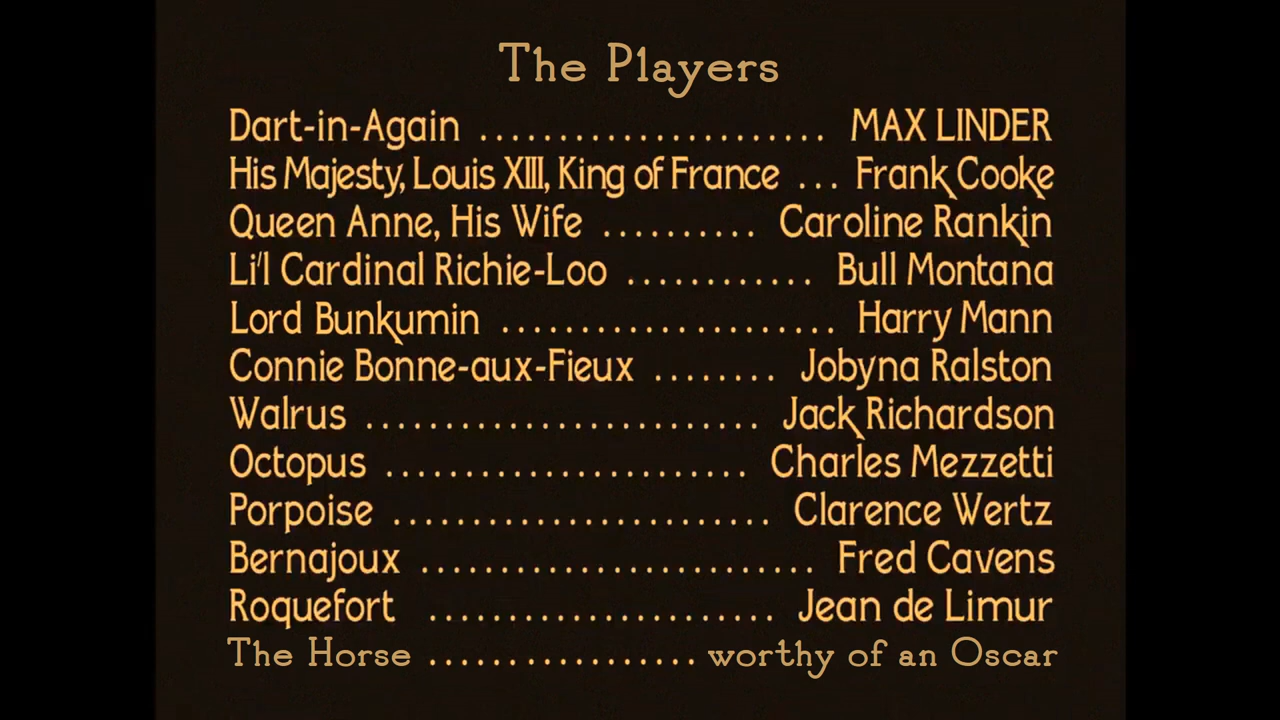 The Players
Dart-in-Again ...................... MAX LINDER
His Majesty, Louis XIII, King of France ... Frank Cooke
Queen Anne, His Wife .......... Caroline Rankin
Li'l Cardinal Richie-Loo ............ Bull Montana
Lord Bunkumin ..................... Harry Mann
Connie Bonne-aux-Fieux ........ Jobyna Ralston
Walrus ......................... Jack Richardson
Octopus ....................... Charles Mezzetti
Porpoise ........................ Clarence Wertz
Bernajoux ......................... Fred Cavens
Roquefort ...................... Jean de Limur
The Horse ................. worthy of an Oscar